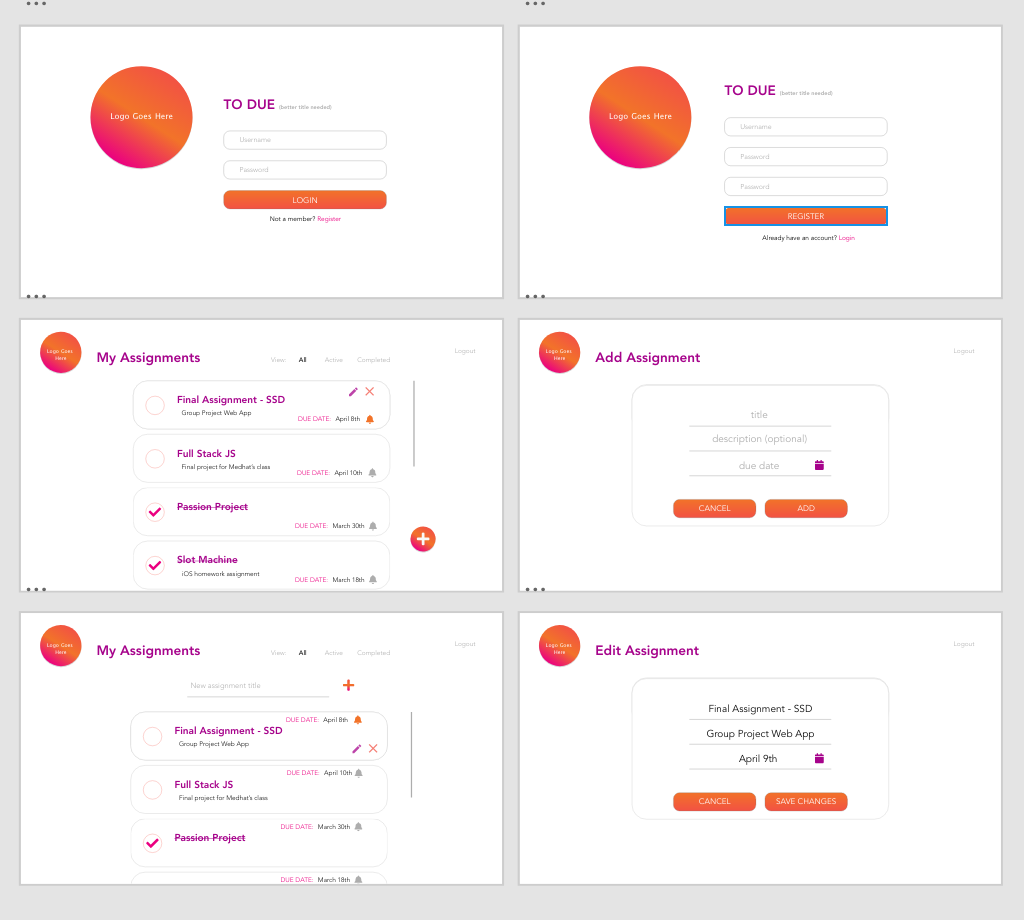 Logo Goes Here
TO DUE (better title needed)
Username
Password
LOGIN
Not a member? Register
Logo Goes Here
TO DUE (better title needed)
Username
Password
Password
REGISTER
Already have an account? Login
Logo Goes
Here
My Assignments
View: All Active Completed
Logout
Final Assignment - SSD
Group Project Web App
DUE DATE: April 8th
Full Stack JS
Final project for Medhat's class
DUE DATE: April 10th
Passion Project
DUE DATE: March 30th
Slot Machine
iOS homework assignment
DUE DATE: March 18th
Logo Goes
Here
Add Assignment
Logout
title
description (optional)
due date
CANCEL ADD
Logo Goes
Here
My Assignments
View: All Active Completed
Logout
New assignment title
DUE DATE: April 8th
Final Assignment - SSD
Group Project Web App
DUE DATE: April 10th
Full Stack JS
Final project for Medhat's class
DUE DATE: March 30th
Passion Project
DUE DATE: March 18th
Logo Goes
Here
Edit Assignment
Logout
Final Assignment - SSD
Group Project Web App
April 9th
CANCEL SAVE CHANGES